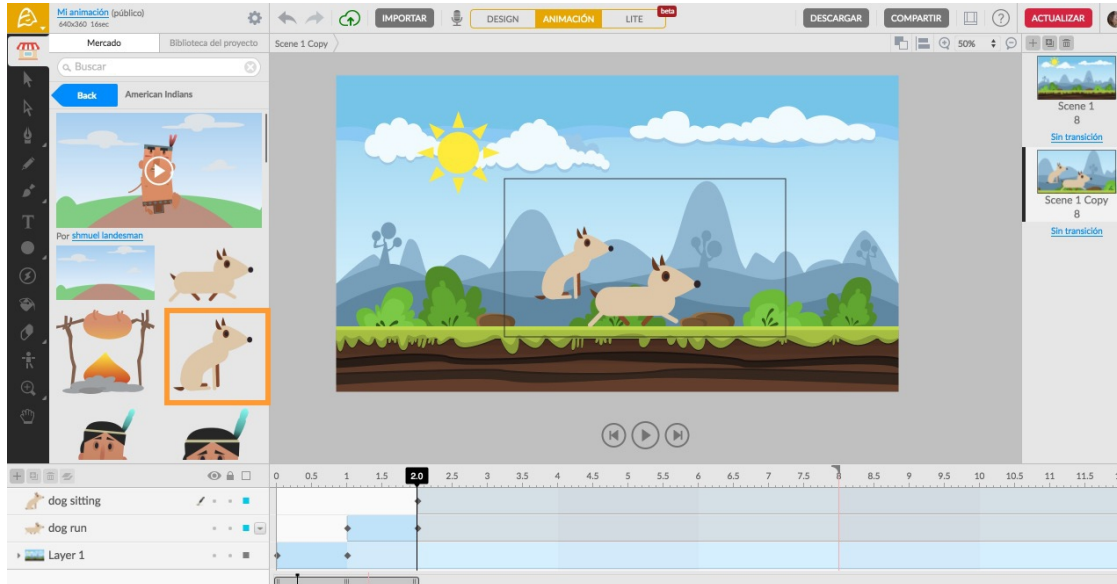 Mi animación (público)
640x360 16sec
IMPORTAR
DESIGN ANIMACIÓN LITE beta
DESCARGAR COMPARTIR ? ACTUALIZAR
Mercado Biblioteca del proyecto
Scene 1 Copy
50%
Buscar
Back American Indians
Por shmuel landesman
T
Scene 1
8
Sin transición
Scene 1 Copy
8
Sin transición
0 0.5 1 1.5 2.0 2.5 3 3.5 4 4.5 5 5.5 6 6.5 7 7.5 8 8.5 9 9.5 10 10.5 11 11.5
dog sitting
dog run
Layer 1